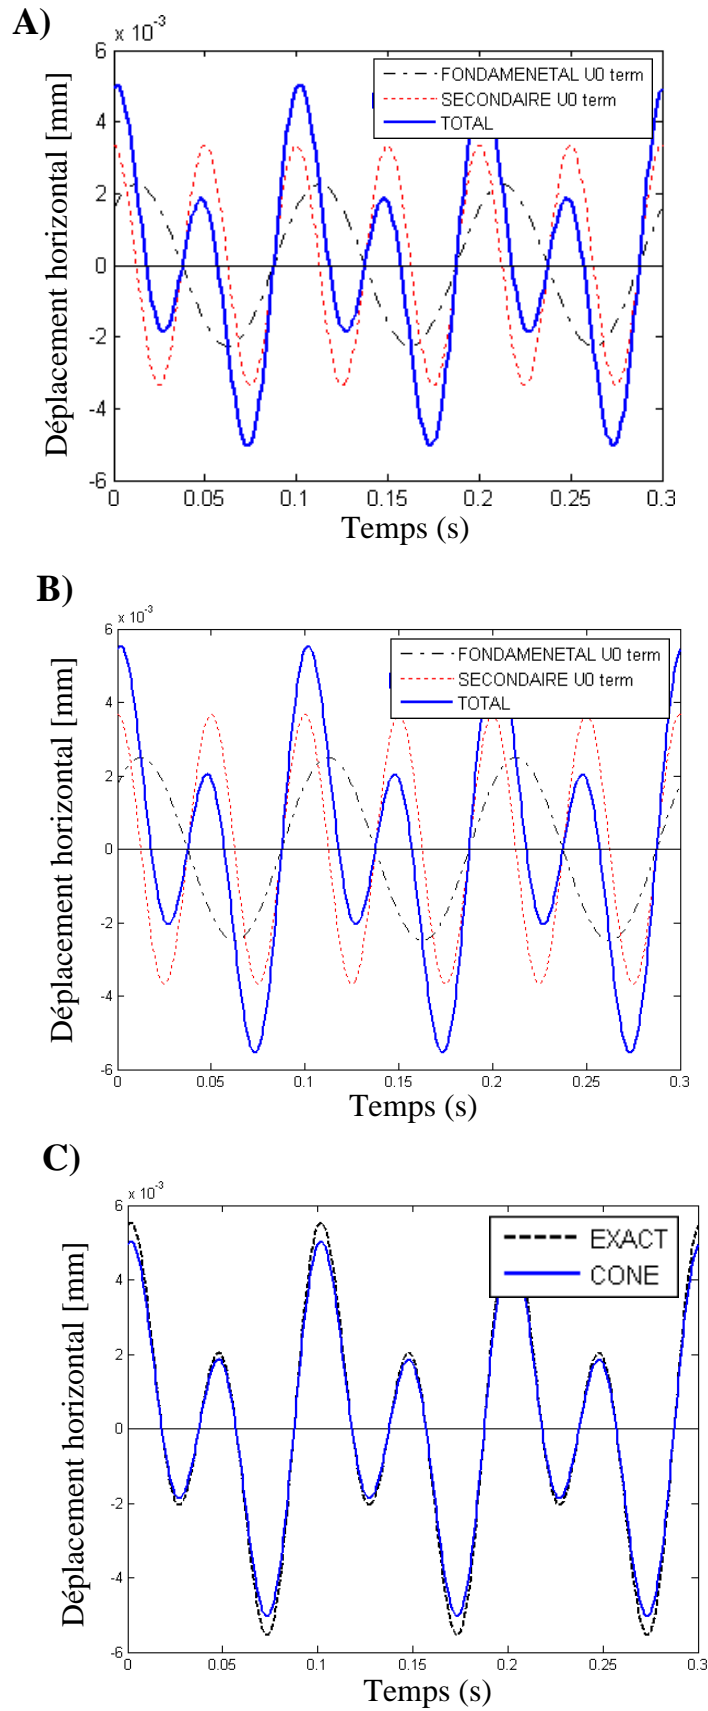 A)
x 10⁻³
FONDAMENETAL U0 term
SECONDAIRE U0 term
TOTAL
Déplacement horizontal [mm]
6
4
2
0
-2
-4
-6
0 0.05 0.1 0.15 0.2 0.25 0.3
Temps (s)
B)
x 10⁻³
FONDAMENETAL U0 term
SECONDAIRE U0 term
TOTAL
Déplacement horizontal [mm]
6
4
2
0
-2
-4
-6
0 0.05 0.1 0.15 0.2 0.25 0.3
Temps (s)
C)
x 10⁻³
EXACT
CONE
Déplacement horizontal [mm]
6
4
2
0
-2
-4
-6
0 0.05 0.1 0.15 0.2 0.25 0.3
Temps (s)